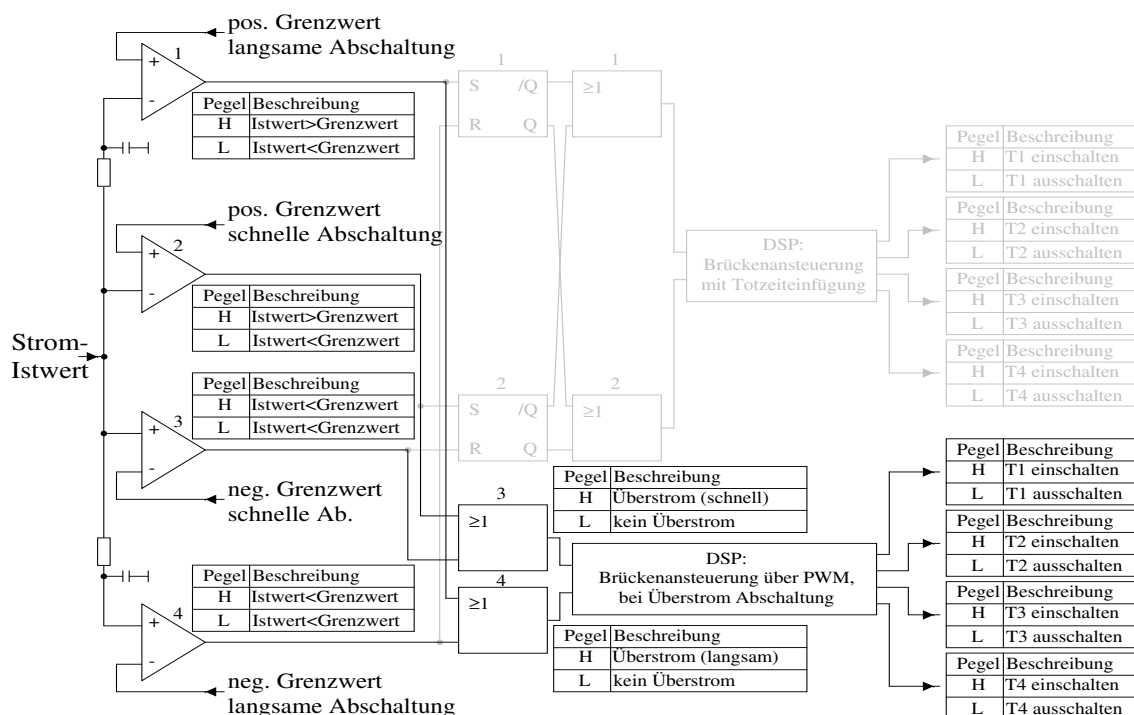 pos. Grenzwert
langsame Abschaltung
1
+
-
Pegel Beschreibung
H Istwert>Grenzwert
L Istwert<Grenzwert
pos. Grenzwert
schnelle Abschaltung
2
+
-
Pegel Beschreibung
H Istwert>Grenzwert
L Istwert<Grenzwert
Strom-
Istwert
Pegel Beschreibung
H Istwert<Grenzwert
L Istwert<Grenzwert
3
+
-
neg. Grenzwert
schnelle Ab.
Pegel Beschreibung
H Istwert<Grenzwert
L Istwert<Grenzwert
4
+
-
neg. Grenzwert
langsame Abschaltung
1
S /Q
R Q
1
≥1
2
S /Q
R Q
2
≥1
DSP:
Brückenansteuerung
mit Totzeiteinfügung
Pegel Beschreibung
H T1 einschalten
L T1 ausschalten
Pegel Beschreibung
H T2 einschalten
L T2 ausschalten
Pegel Beschreibung
H T3 einschalten
L T3 ausschalten
Pegel Beschreibung
H T4 einschalten
L T4 ausschalten
3
≥1
Pegel Beschreibung
H Überstrom (schnell)
L kein Überstrom
4
≥1
Pegel Beschreibung
H Überstrom (langsam)
L kein Überstrom
DSP:
Brückenansteuerung über PWM,
bei Überstrom Abschaltung
Pegel Beschreibung
H T1 einschalten
L T1 ausschalten
Pegel Beschreibung
H T2 einschalten
L T2 ausschalten
Pegel Beschreibung
H T3 einschalten
L T3 ausschalten
Pegel Beschreibung
H T4 einschalten
L T4 ausschalten